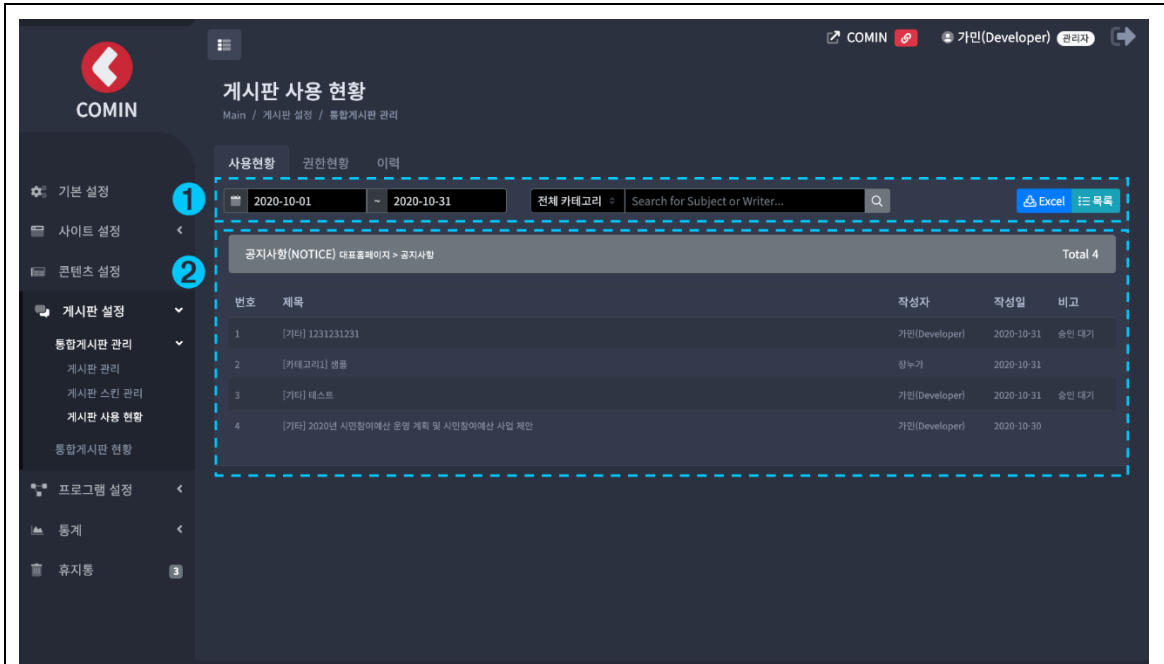 COMIN
가민(Developer) 관리자
COMIN
게시판 사용 현황
Main / 게시판 설정 / 통합게시판 관리
사용현황 권한현황 이력
1
2020-10-01 ~ 2020-10-31 전체 카테고리 Search for Subject or Writer... Excel 목록
2
공지사항(NOTICE) 대표홈페이지 > 공지사항 Total 4
번호 제목 작성자 작성일 비고
1 [기타] 1231231231 가민(Developer) 2020-10-31 승인 대기
2 [카테고리1] 샘플 장누가 2020-10-31
3 [기타] 테스트 가민(Developer) 2020-10-31 승인 대기
4 [기타] 2020년 시민참여예산 운영 계획 및 시민참여예산 사업 제안 가민(Developer) 2020-10-30
기본 설정
사이트 설정
콘텐츠 설정
게시판 설정
통합게시판 관리
게시판 관리
게시판 스킨 관리
게시판 사용 현황
통합게시판 현황
프로그램 설정
통계
휴지통 3